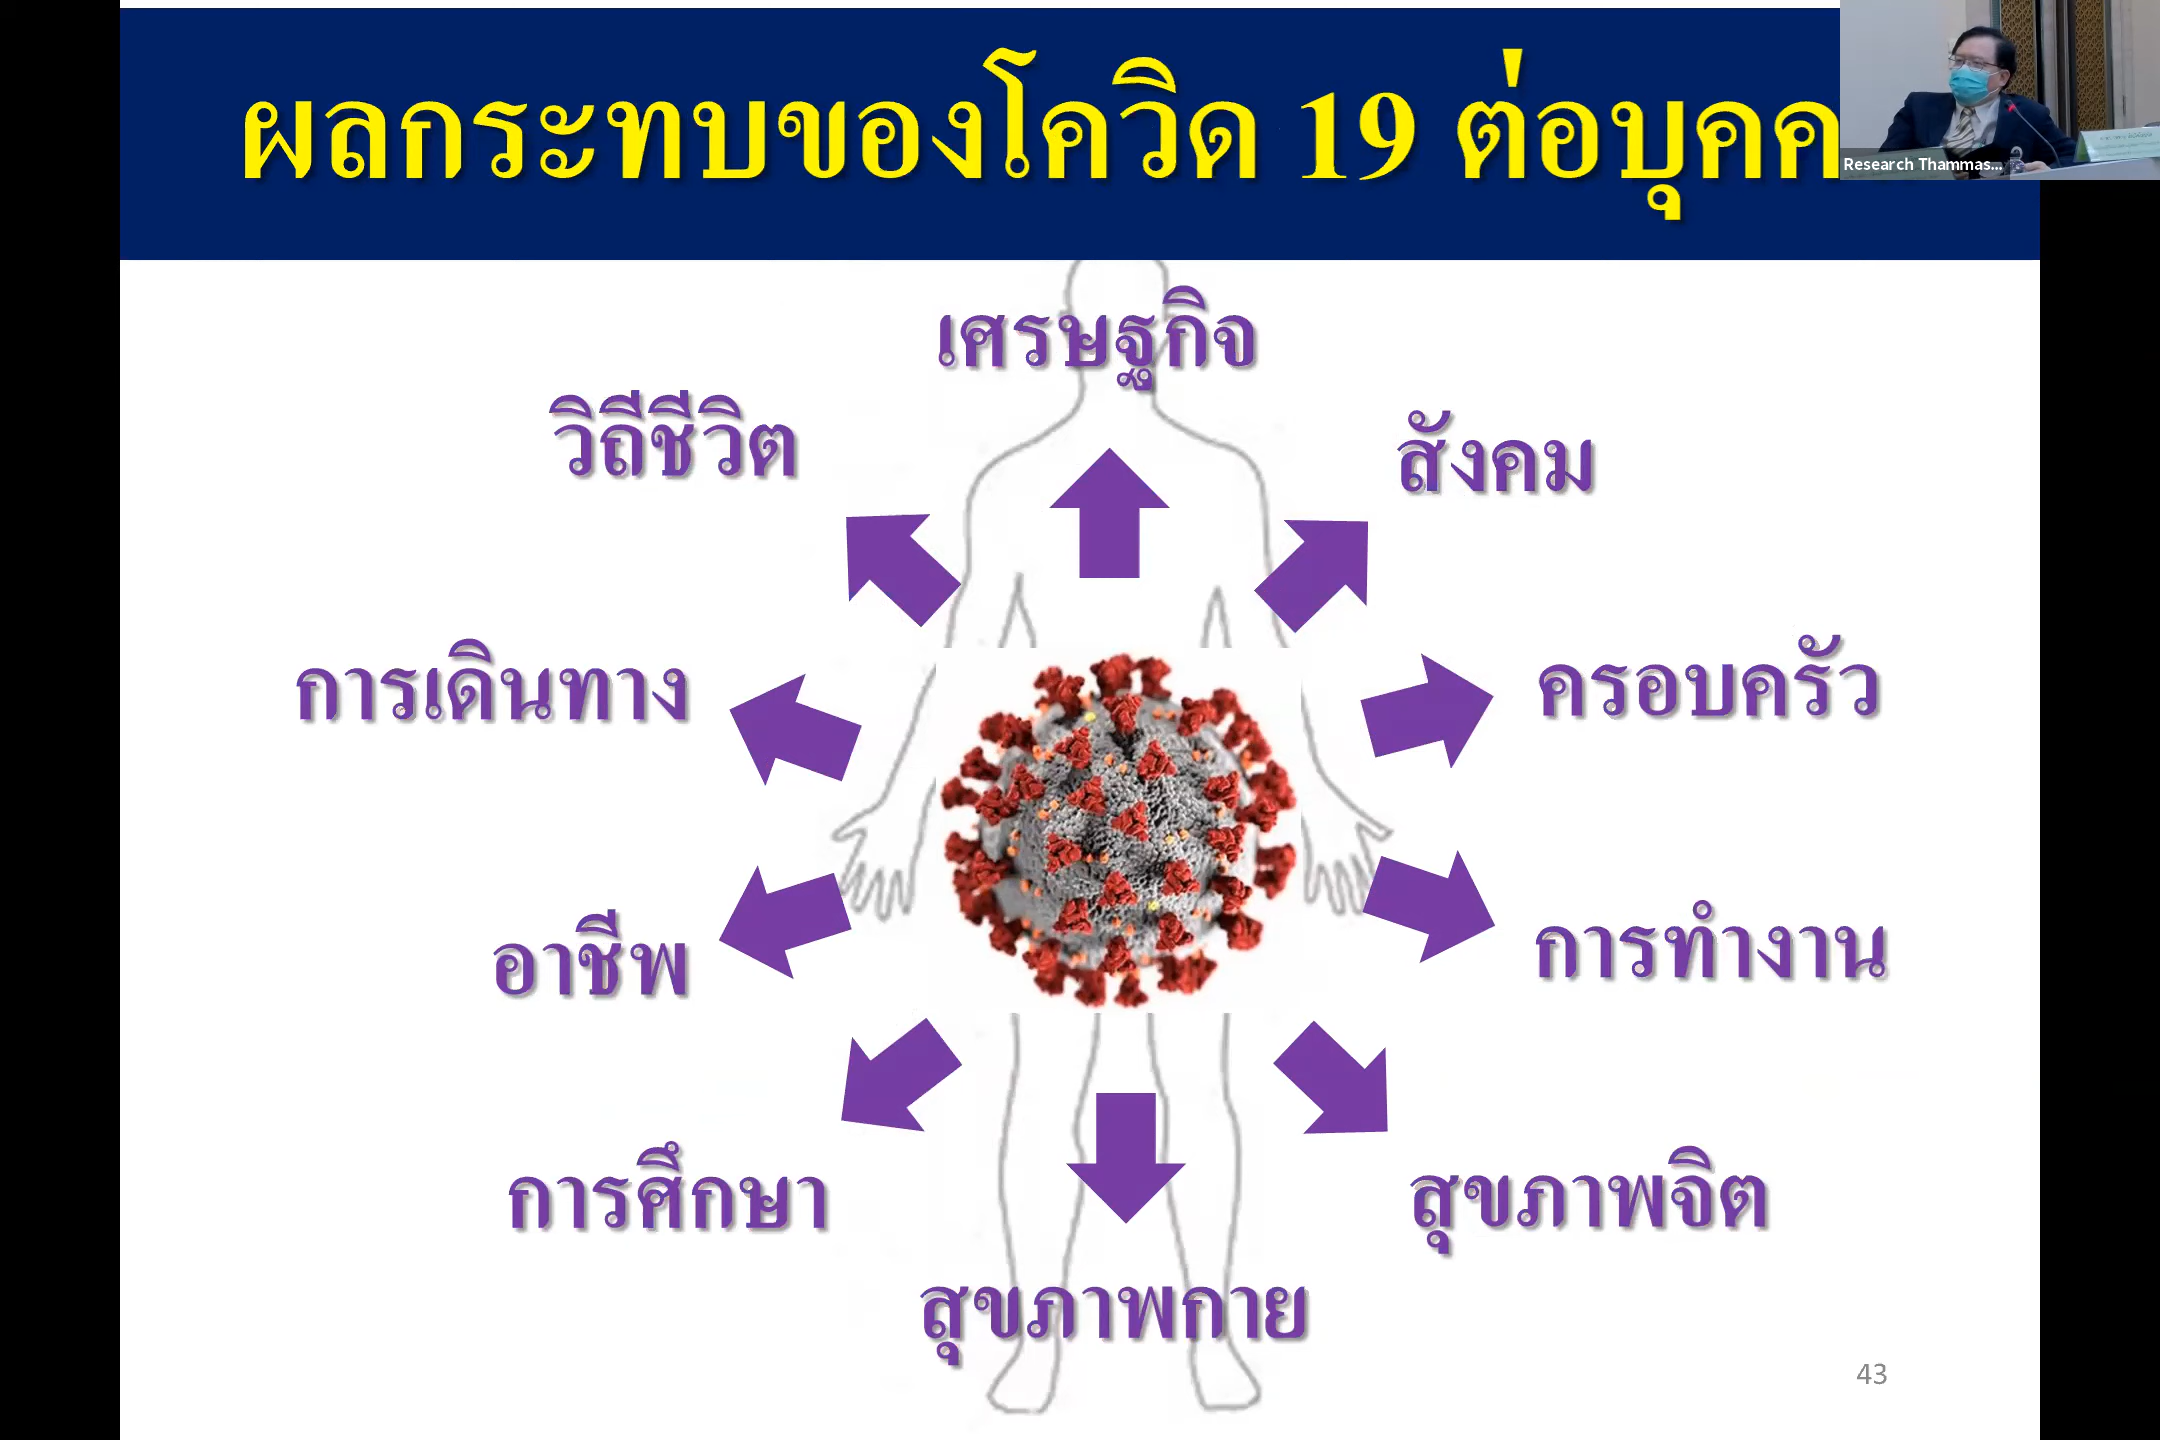 ผลกระทบของโควิด 19 ต่อบุคค
Research Thammas...
เศรษฐกิจ
วิถีชีวิต
สังคม
การเดินทาง
ครอบครัว
อาชีพ
การทำงาน
การศึกษา
สุขภาพจิต
สุขภาพกาย
43